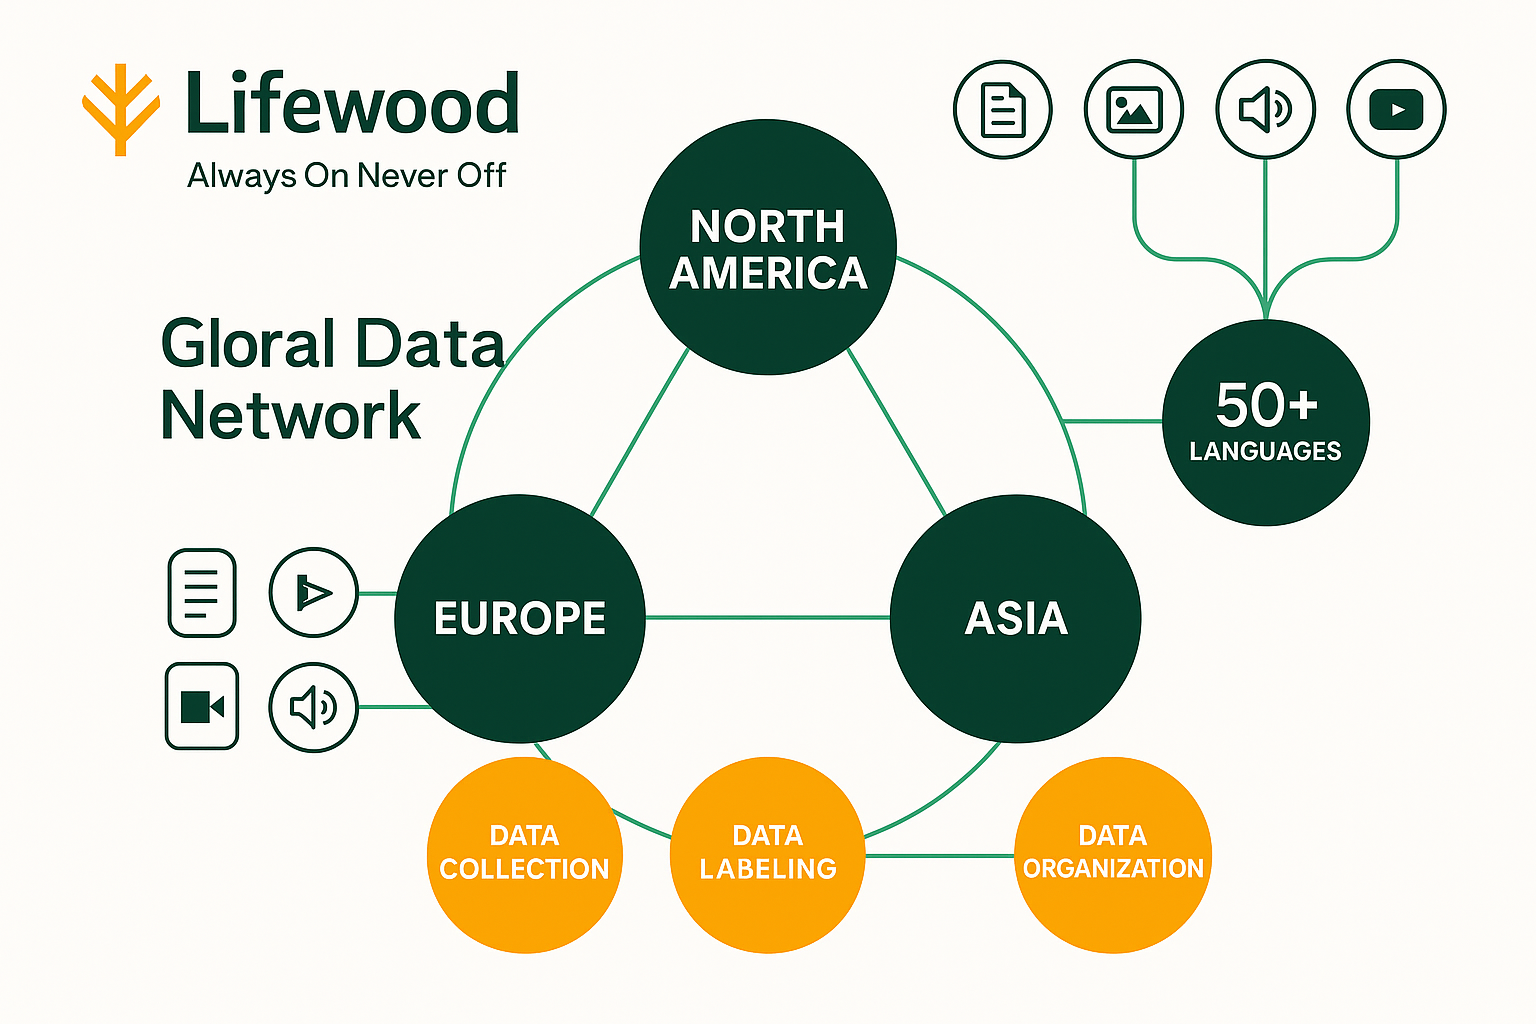 Lifewood
Always On Never Off
NORTH
AMERICA
Gloral Data
Network
50+
LANGUAGES
EUROPE
ASIA
DATA
COLLECTION
DATA
LABELING
DATA
ORGANIZATION